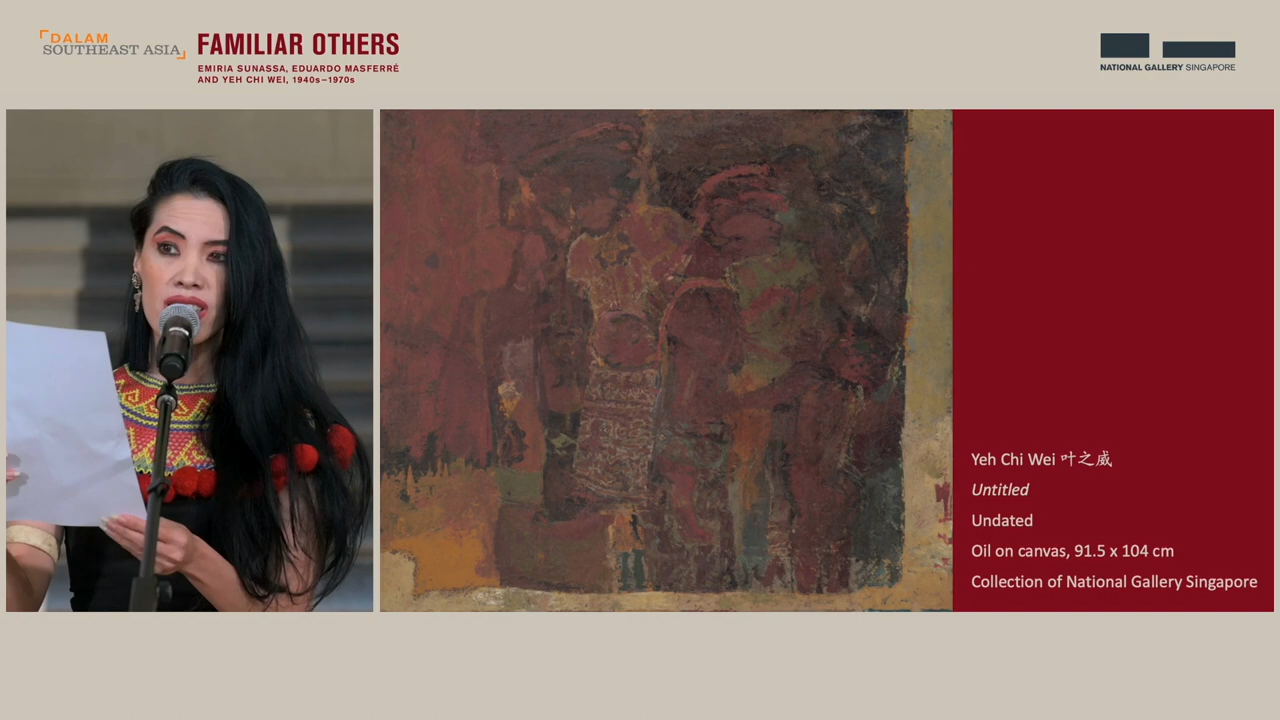 DALAM
SOUTHEAST ASIA
FAMILIAR OTHERS
EMIRIA SUNASSA, EDUARDO MASFERRÉ
AND YEH CHI WEI, 1940s–1970s
NATIONAL GALLERY SINGAPORE
Yeh Chi Wei 叶之威
Untitled
Undated
Oil on canvas, 91.5 x 104 cm
Collection of National Gallery Singapore